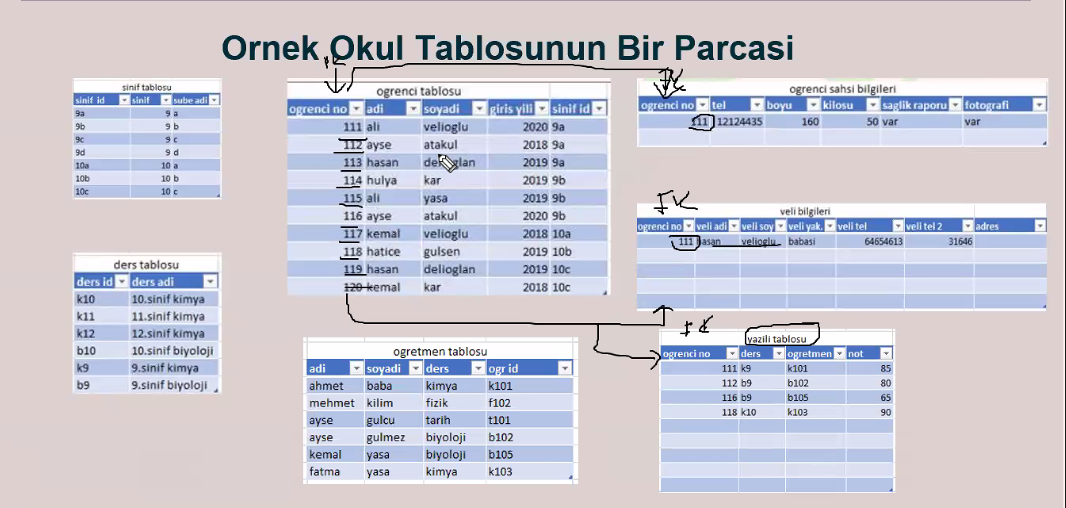 Ornek Okul Tablosunun Bir Parcasi
sinif tablosu
sinif id sinif sube adi
9a 9 a
9b 9 b
9c 9 c
9d 9 d
10a 10 a
10b 10 b
10c 10 c
ders tablosu
ders id ders adi
k10 10.sinif kimya
k11 11.sinif kimya
k12 12.sinif kimya
b10 10.sinif biyoloji
k9 9.sinif kimya
b9 9.sinif biyoloji
ogrenci tablosu
ogrenci no adi soyadi giris yili sinif id
111 ali velioglu 2020 9a
112 ayse atakul 2018 9a
113 hasan delioglan 2019 9a
114 hulya kar 2019 9b
115 ali yasa 2019 9b
116 ayse atakul 2020 9b
117 kemal velioglu 2018 10a
118 hatice gulsen 2019 10b
119 hasan delioglan 2019 10c
120 kemal kar 2018 10c
ogretmen tablosu
adi soyadi ders ogr id
ahmet baba kimya k101
mehmet kilim fizik f102
ayse gulcu tarih t101
ayse gulmez biyoloji b102
kemal yasa biyoloji b105
fatma yasa kimya k103
FK
ogrenci sahsi bilgileri
ogrenci no tel boyu kilosu saglik raporu fotografi
111 12124435 160 50 var var
FK
veli bilgileri
ogrenci no veli adi veli soy veli yak. veli tel veli tel 2 adres
111 hasan velioglu babasi 64654613 31646
FK
yazili tablosu
ogrenci no ders ogretmen not
111 k9 k101 85
112 b9 b102 80
116 b9 b105 65
118 k10 k103 90